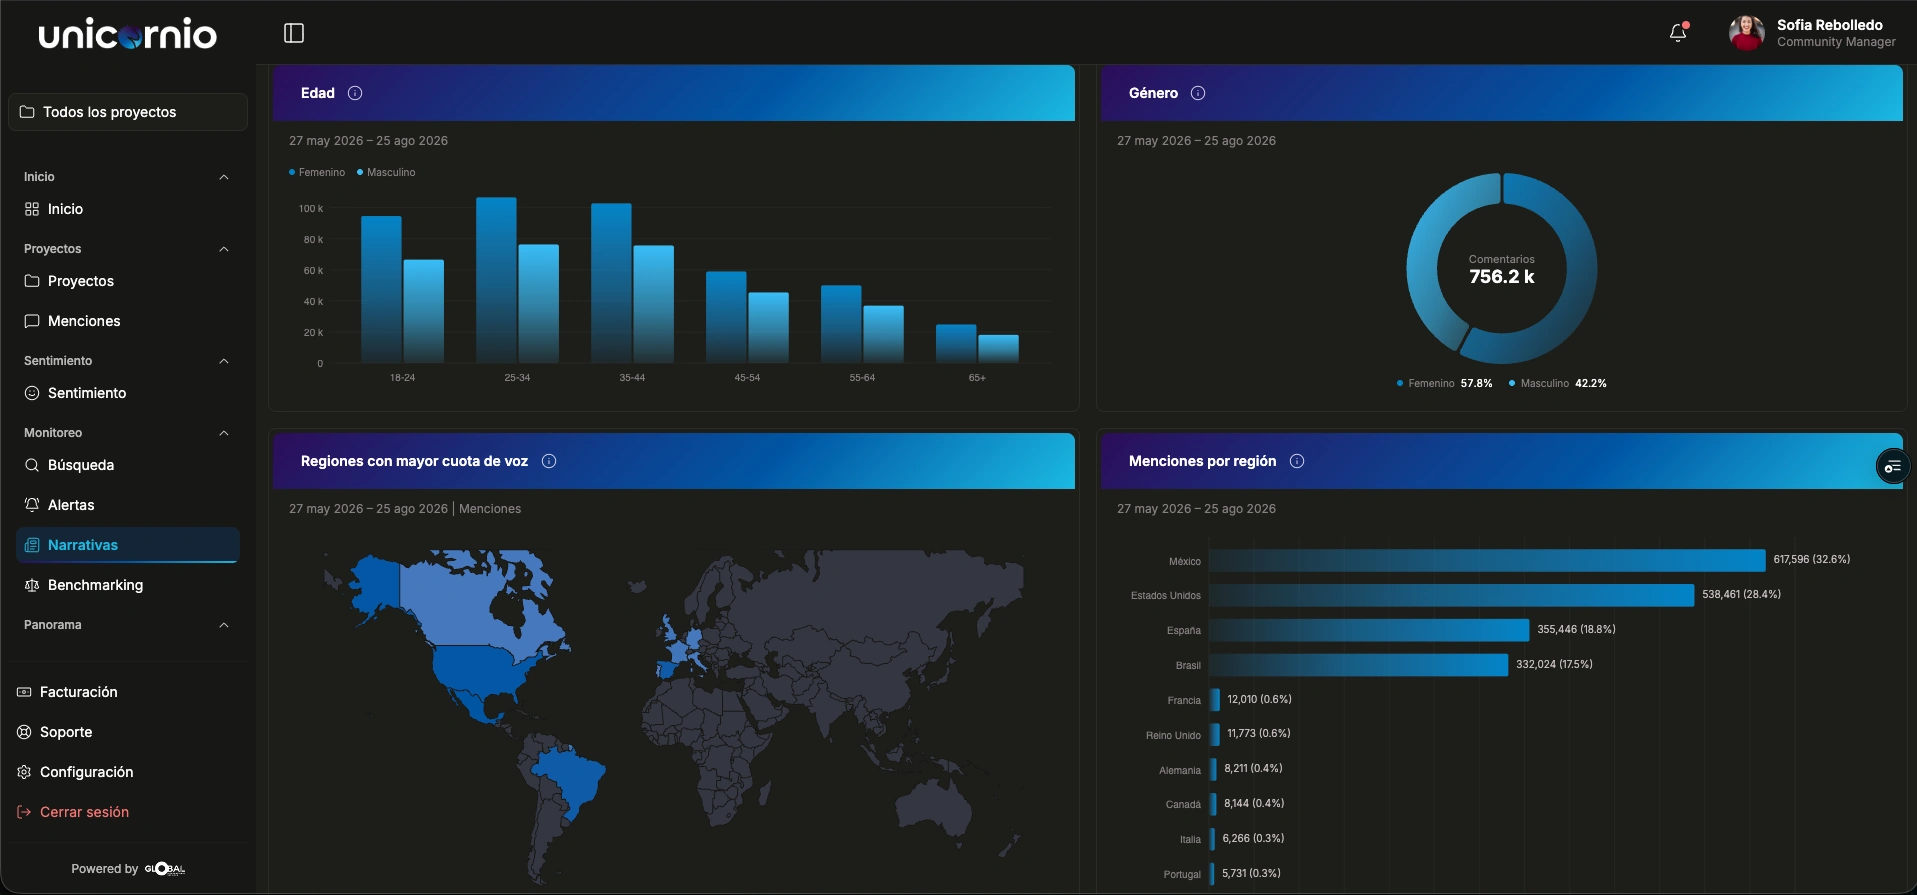 unicornio
Sofia Rebolledo
Community Manager
Todos los proyectos
Inicio
Inicio
Proyectos
Proyectos
Menciones
Sentimiento
Sentimiento
Monitoreo
Búsqueda
Alertas
Narrativas
Benchmarking
Panorama
Facturación
Soporte
Configuración
Cerrar sesión
Powered by GLOBAL
Edad
27 may 2026 – 25 ago 2026
Femenino Masculino
100 k
80 k
60 k
40 k
20 k
0
18-24 25-34 35-44 45-54 55-64 65+
Género
27 may 2026 – 25 ago 2026
Comentarios
756.2 k
Femenino 57.8% Masculino 42.2%
Regiones con mayor cuota de voz
27 may 2026 – 25 ago 2026 | Menciones
Menciones por región
27 may 2026 – 25 ago 2026
México 617,596 (32.6%)
Estados Unidos 538,461 (28.4%)
España 355,446 (18.8%)
Brasil 332,024 (17.5%)
Francia 12,010 (0.6%)
Reino Unido 11,773 (0.6%)
Alemania 8,211 (0.4%)
Canadá 8,144 (0.4%)
Italia 6,266 (0.3%)
Portugal 5,731 (0.3%)